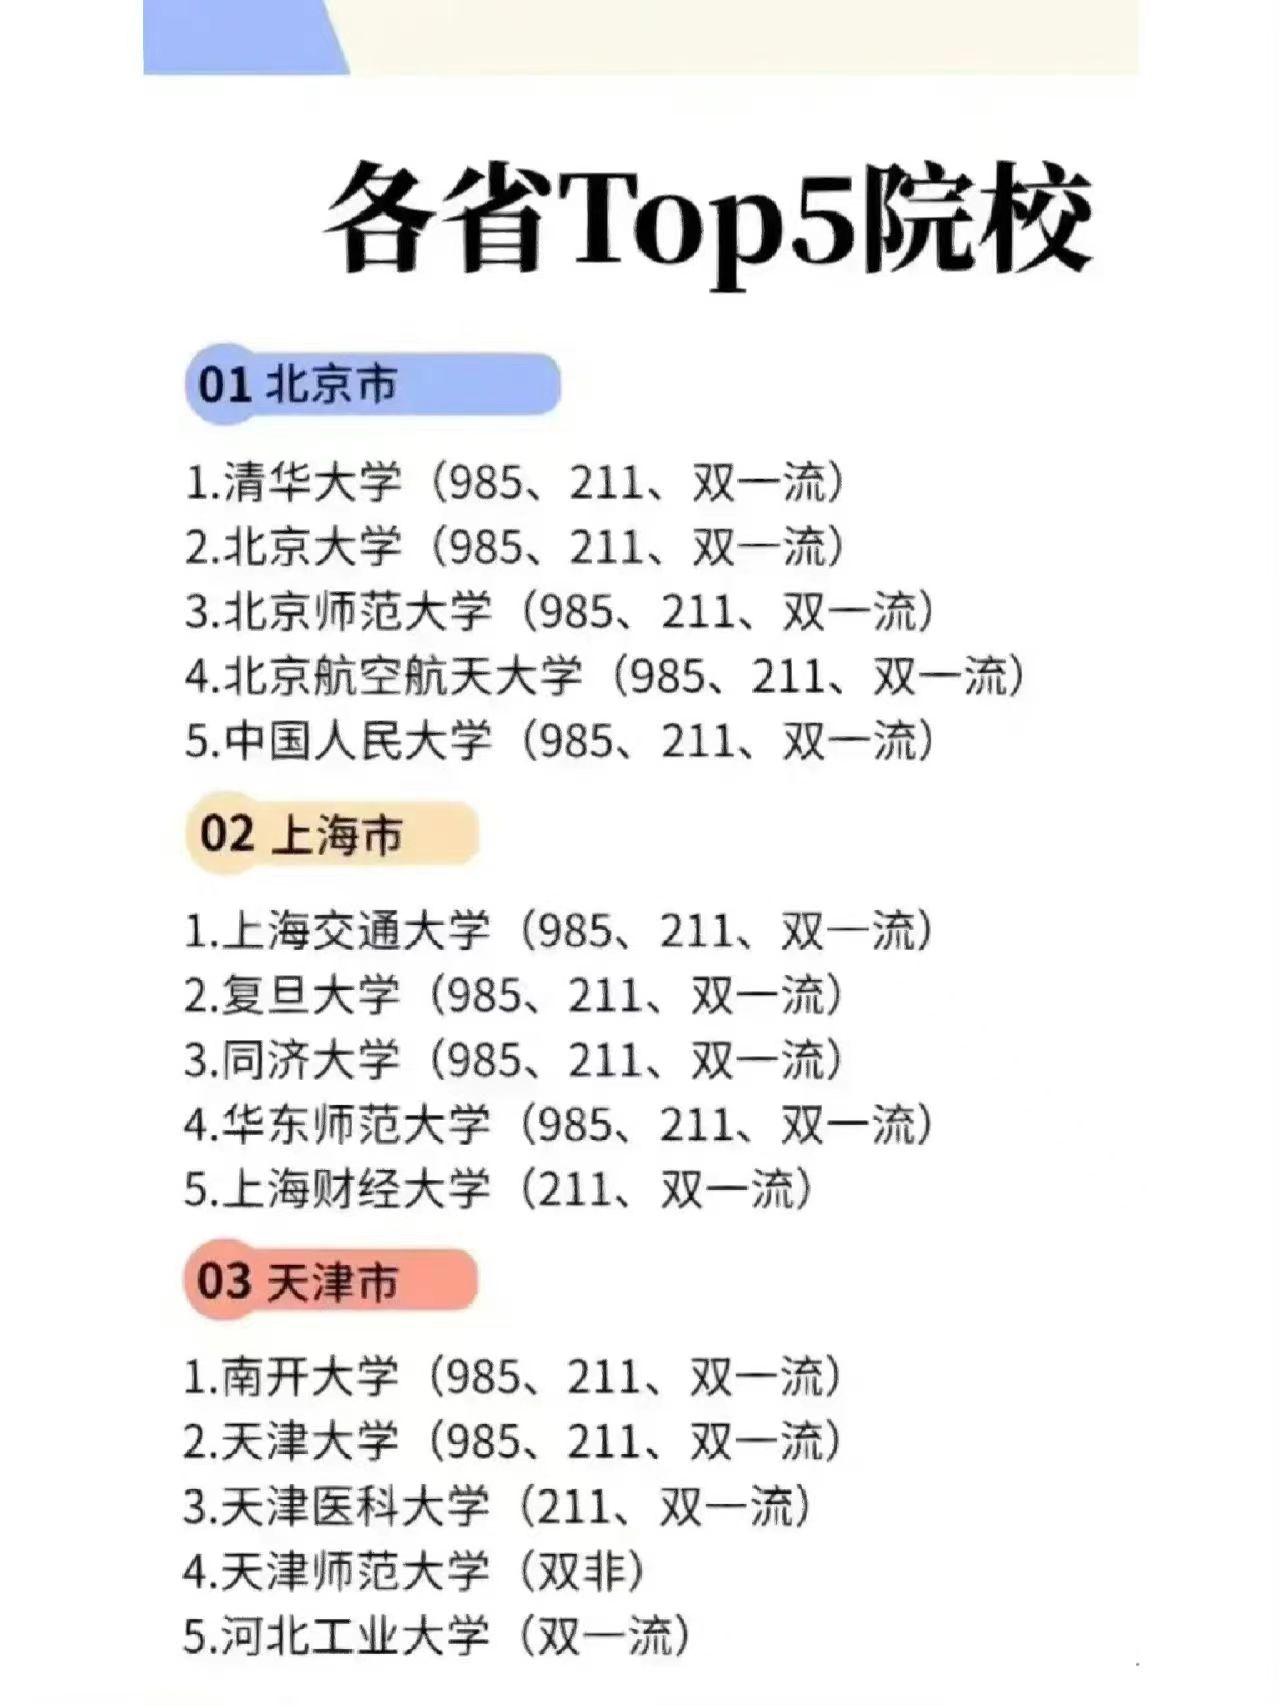 各省Top5院校
01 北京市
1.清华大学（985、211、双一流）
2.北京大学（985、211、双一流）
3.北京师范大学（985、211、双一流）
4.北京航空航天大学（985、211、双一流）
5.中国人民大学（985、211、双一流）
02 上海市
1.上海交通大学（985、211、双一流）
2.复旦大学（985、211、双一流）
3.同济大学（985、211、双一流）
4.华东师范大学（985、211、双一流）
5.上海财经大学（211、双一流）
03 天津市
1.南开大学（985、211、双一流）
2.天津大学（985、211、双一流）
3.天津医科大学（211、双一流）
4.天津师范大学（双非）
5.河北工业大学（双一流）